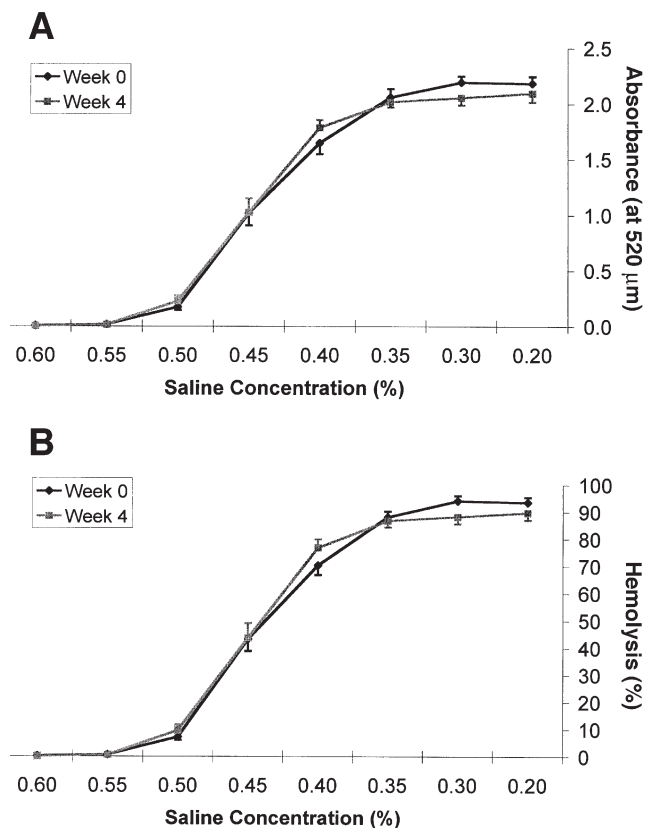 A
Week 0
Week 4
2.5
2.0
1.5
1.0
0.5
0.0
Absorbance (at 520 μm)
0.60 0.55 0.50 0.45 0.40 0.35 0.30 0.20
Saline Concentration (%)
B
Week 0
Week 4
100
90
80
70
60
50
40
30
20
10
0
Hemolysis (%)
0.60 0.55 0.50 0.45 0.40 0.35 0.30 0.20
Saline Concentration (%)